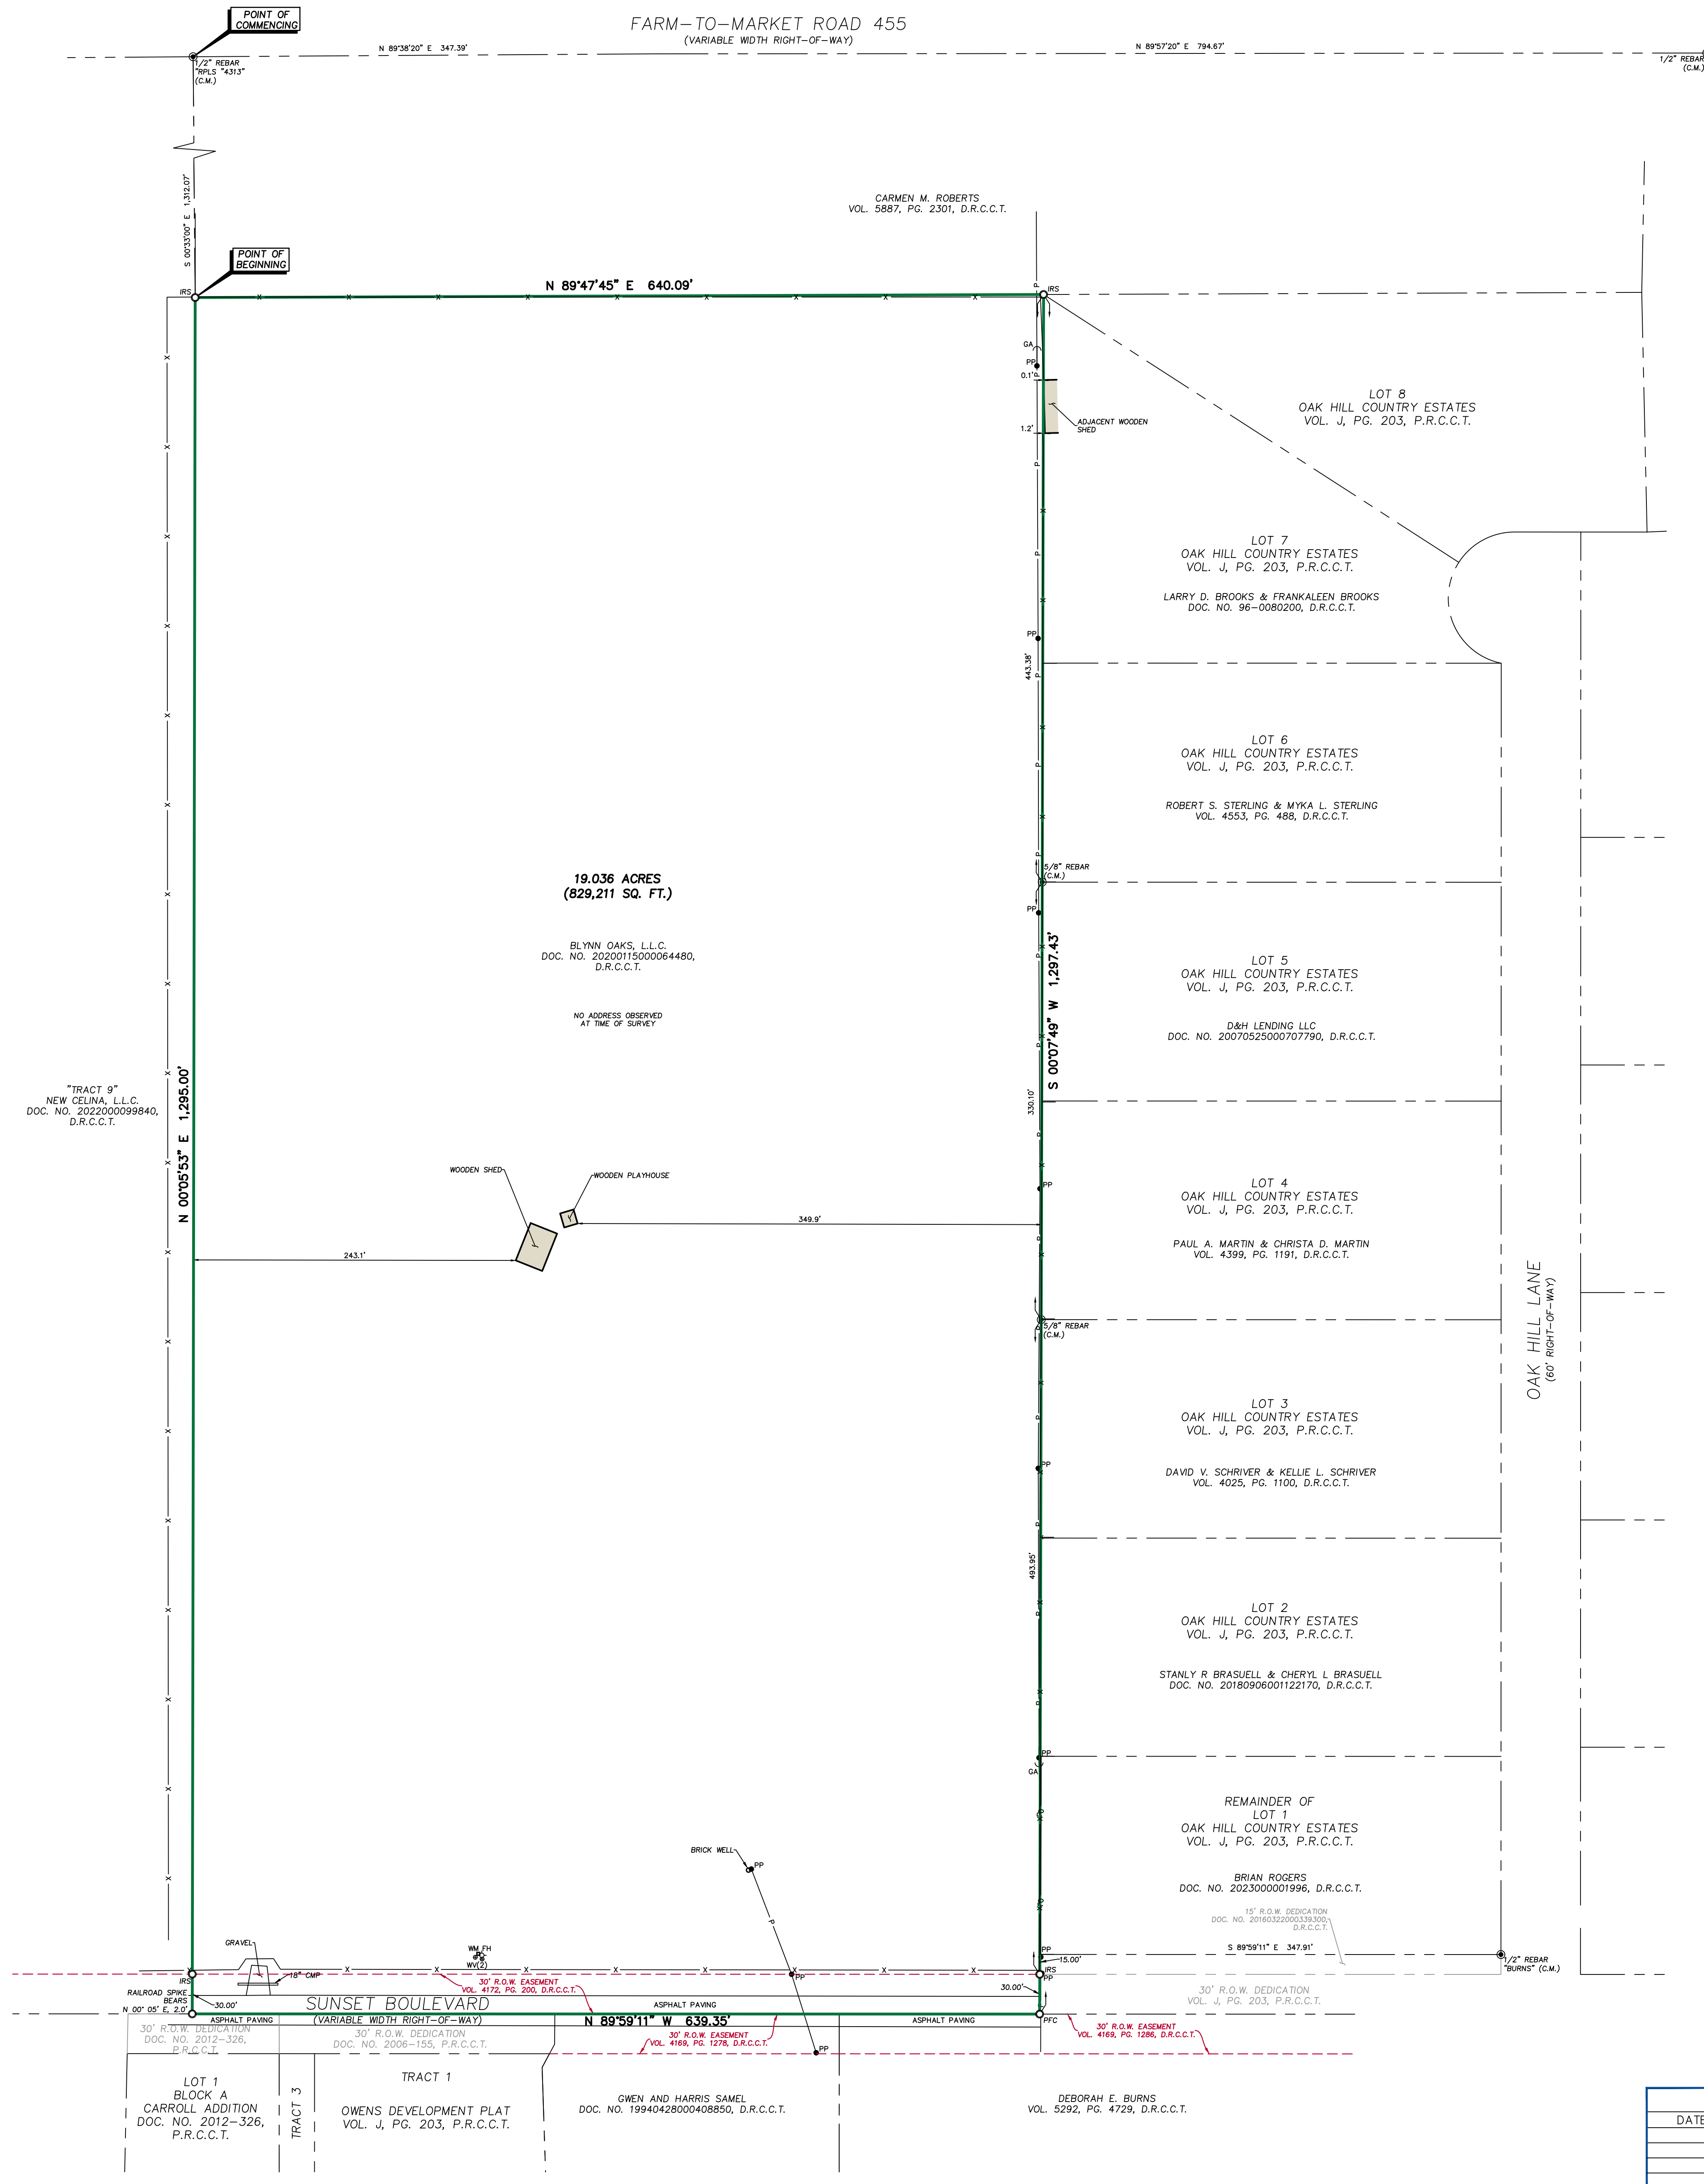 POINT OF
COMMENCING
FARM-TO-MARKET ROAD 455
(VARIABLE WIDTH RIGHT-OF-WAY)
N 89°38'20" E 347.39'
N 89°57'20" E 794.67'
1/2" REBAR
"RPLS "4313"
(C.M.)
1/2" REBAR
(C.M.)
S 00°33'00" E 1,312.07'
CARMEN M. ROBERTS
VOL. 5887, PG. 2301, D.R.C.C.T.
POINT OF
BEGINNING
IRS
N 89°47'45" E 640.09'
IRS
GA
PP
0.1'
1.2'
ADJACENT WOODEN
SHED
LOT 8
OAK HILL COUNTRY ESTATES
VOL. J, PG. 203, P.R.C.C.T.
LOT 7
OAK HILL COUNTRY ESTATES
VOL. J, PG. 203, P.R.C.C.T.
LARRY D. BROOKS & FRANKALEEN BROOKS
DOC. NO. 96-0080200, D.R.C.C.T.
PP
443.38'
LOT 6
OAK HILL COUNTRY ESTATES
VOL. J, PG. 203, P.R.C.C.T.
ROBERT S. STERLING & MYKA L. STERLING
VOL. 4553, PG. 488, D.R.C.C.T.
5/8" REBAR
(C.M.)
PP
19.036 ACRES
(829,211 SQ. FT.)
BLYNN OAKS, L.L.C.
DOC. NO. 20200115000064480,
D.R.C.C.T.
NO ADDRESS OBSERVED
AT TIME OF SURVEY
S 00°07'49" W 1,297.43'
LOT 5
OAK HILL COUNTRY ESTATES
VOL. J, PG. 203, P.R.C.C.T.
D&H LENDING LLC
DOC. NO. 20070525000707790, D.R.C.C.T.
"TRACT 9"
NEW CELINA, L.L.C.
DOC. NO. 2022000099840,
D.R.C.C.T.
N 00°05'53" E 1,295.00'
330.10'
WOODEN SHED
WOODEN PLAYHOUSE
243.1'
349.9'
PP
LOT 4
OAK HILL COUNTRY ESTATES
VOL. J, PG. 203, P.R.C.C.T.
PAUL A. MARTIN & CHRISTA D. MARTIN
VOL. 4399, PG. 1191, D.R.C.C.T.
OAK HILL LANE
(60' RIGHT-OF-WAY)
5/8" REBAR
(C.M.)
LOT 3
OAK HILL COUNTRY ESTATES
VOL. J, PG. 203, P.R.C.C.T.
DAVID V. SCHRIVER & KELLIE L. SCHRIVER
VOL. 4025, PG. 1100, D.R.C.C.T.
PP
493.95'
LOT 2
OAK HILL COUNTRY ESTATES
VOL. J, PG. 203, P.R.C.C.T.
STANLY R BRASUELL & CHERYL L BRASUELL
DOC. NO. 20180906001122170, D.R.C.C.T.
PP
GA
REMAINDER OF
LOT 1
OAK HILL COUNTRY ESTATES
VOL. J, PG. 203, P.R.C.C.T.
BRIAN ROGERS
DOC. NO. 2023000001996, D.R.C.C.T.
15' R.O.W. DEDICATION
DOC. NO. 20160322000339300,
D.R.C.C.T.
S 89°59'11" E 347.91'
1/2" REBAR
"BURNS" (C.M.)
BRICK WELL
PP
GRAVEL
18" CMP
WM FH
WV(2)
PP
PP
15.00'
IRS
PP
IRS
30' R.O.W. EASEMENT
VOL. 4172, PG. 200, D.R.C.C.T.
RAILROAD SPIKE
BEARS
N 00° 05' E, 2.0'
30.00'
SUNSET BOULEVARD
(VARIABLE WIDTH RIGHT-OF-WAY)
ASPHALT PAVING
ASPHALT PAVING
ASPHALT PAVING
N 89°59'11" W 639.35'
30.00'
PFC
30' R.O.W. DEDICATION
VOL. J, PG. 203, P.R.C.C.T.
30' R.O.W. DEDICATION
DOC. NO. 2012-326,
P.R.C.C.T.
30' R.O.W. DEDICATION
DOC. NO. 2006-155, P.R.C.C.T.
30' R.O.W. EASEMENT
VOL. 4169, PG. 1278, D.R.C.C.T.
30' R.O.W. EASEMENT
VOL. 4169, PG. 1286, D.R.C.C.T.
PP
LOT 1
BLOCK A
CARROLL ADDITION
DOC. NO. 2012-326,
P.R.C.C.T.
TRACT 3
TRACT 1
OWENS DEVELOPMENT PLAT
VOL. J, PG. 203, P.R.C.C.T.
GWEN AND HARRIS SAMEL
DOC. NO. 19940428000408850, D.R.C.C.T.
DEBORAH E. BURNS
VOL. 5292, PG. 4729, D.R.C.C.T.
DATE